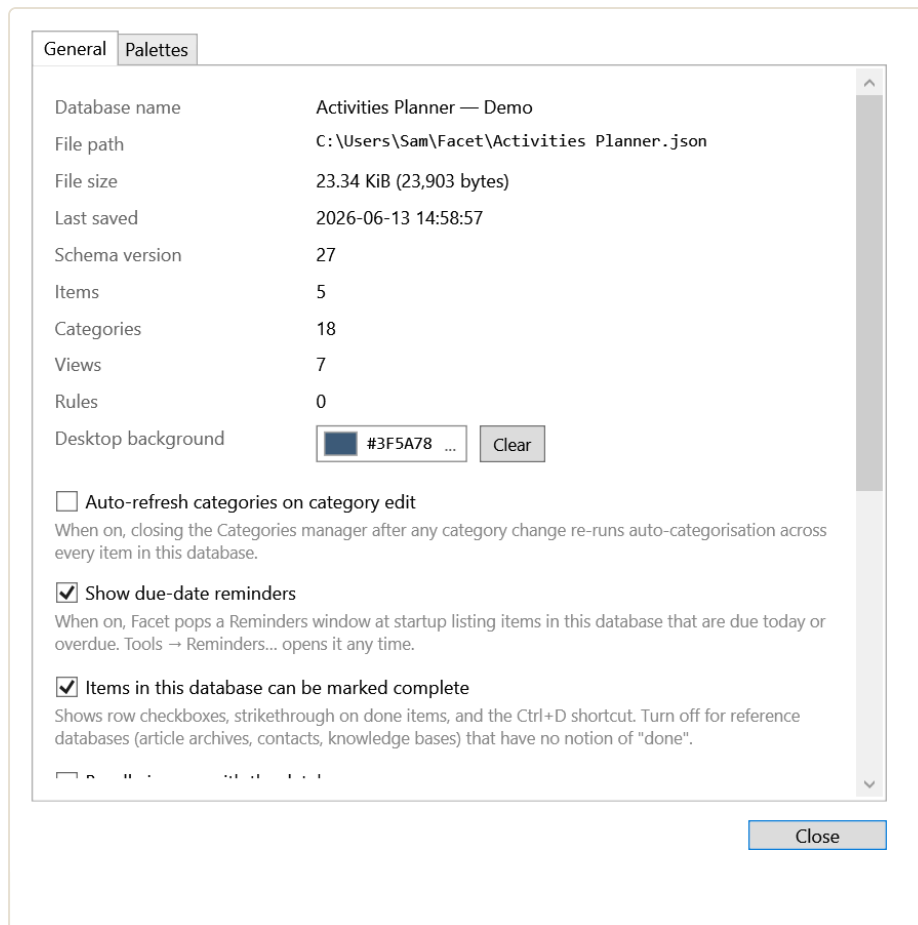 General
Palettes
Database name
Activities Planner — Demo
File path
C:\Users\Sam\Facet\Activities Planner.json
File size
23.34 KiB (23,903 bytes)
Last saved
2026-06-13 14:58:57
Schema version
27
Items
5
Categories
18
Views
7
Rules
0
Desktop background
#3F5A78 ...
Clear
Auto-refresh categories on category edit
When on, closing the Categories manager after any category change re-runs auto-categorisation across
every item in this database.
Show due-date reminders
When on, Facet pops a Reminders window at startup listing items in this database that are due today or
overdue. Tools → Reminders... opens it any time.
Items in this database can be marked complete
Shows row checkboxes, strikethrough on done items, and the Ctrl+D shortcut. Turn off for reference
databases (article archives, contacts, knowledge bases) that have no notion of "done".
Close